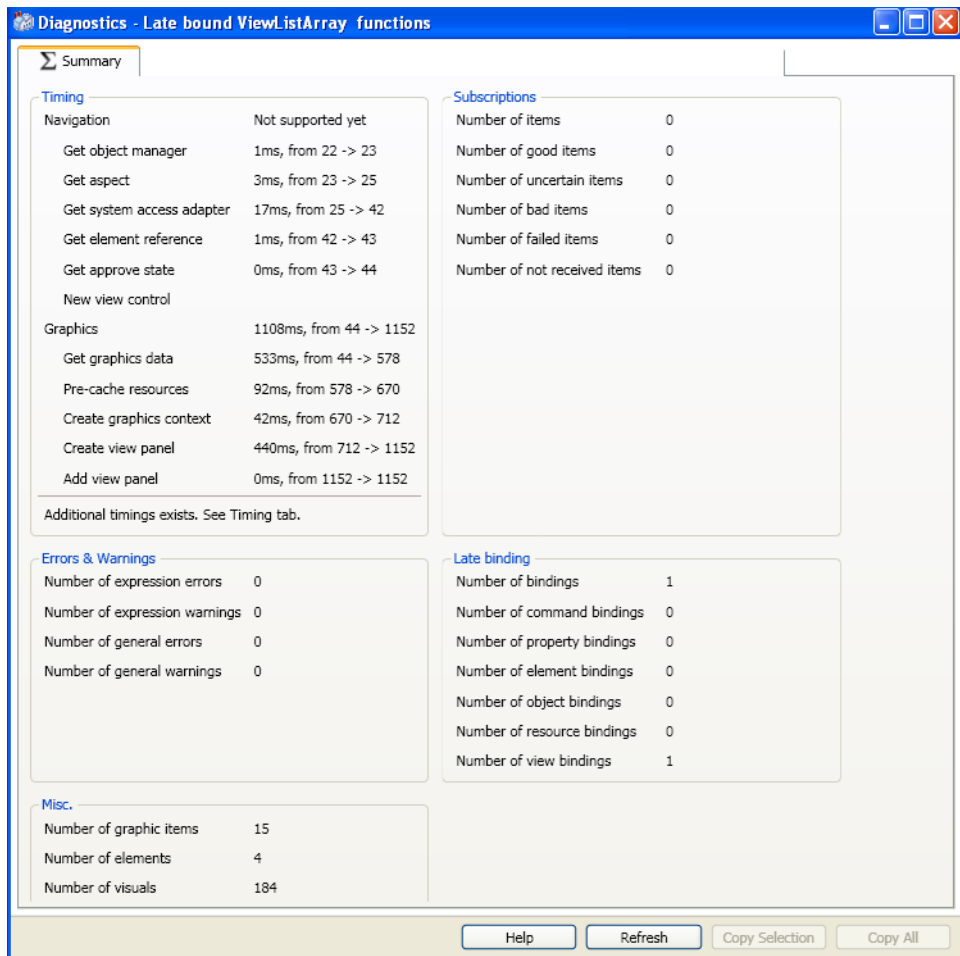 Diagnostics - Late bound ViewListArray functions
Σ Summary
Timing
Navigation Not supported yet
Get object manager 1ms, from 22 -> 23
Get aspect 3ms, from 23 -> 25
Get system access adapter 17ms, from 25 -> 42
Get element reference 1ms, from 42 -> 43
Get approve state 0ms, from 43 -> 44
New view control
Graphics 1108ms, from 44 -> 1152
Get graphics data 533ms, from 44 -> 578
Pre-cache resources 92ms, from 578 -> 670
Create graphics context 42ms, from 670 -> 712
Create view panel 440ms, from 712 -> 1152
Add view panel 0ms, from 1152 -> 1152
Additional timings exists. See Timing tab.
Subscriptions
Number of items 0
Number of good items 0
Number of uncertain items 0
Number of bad items 0
Number of failed items 0
Number of not received items 0
Errors & Warnings
Number of expression errors 0
Number of expression warnings 0
Number of general errors 0
Number of general warnings 0
Late binding
Number of bindings 1
Number of command bindings 0
Number of property bindings 0
Number of element bindings 0
Number of object bindings 0
Number of resource bindings 0
Number of view bindings 1
Misc.
Number of graphic items 15
Number of elements 4
Number of visuals 184
Help Refresh Copy Selection Copy All